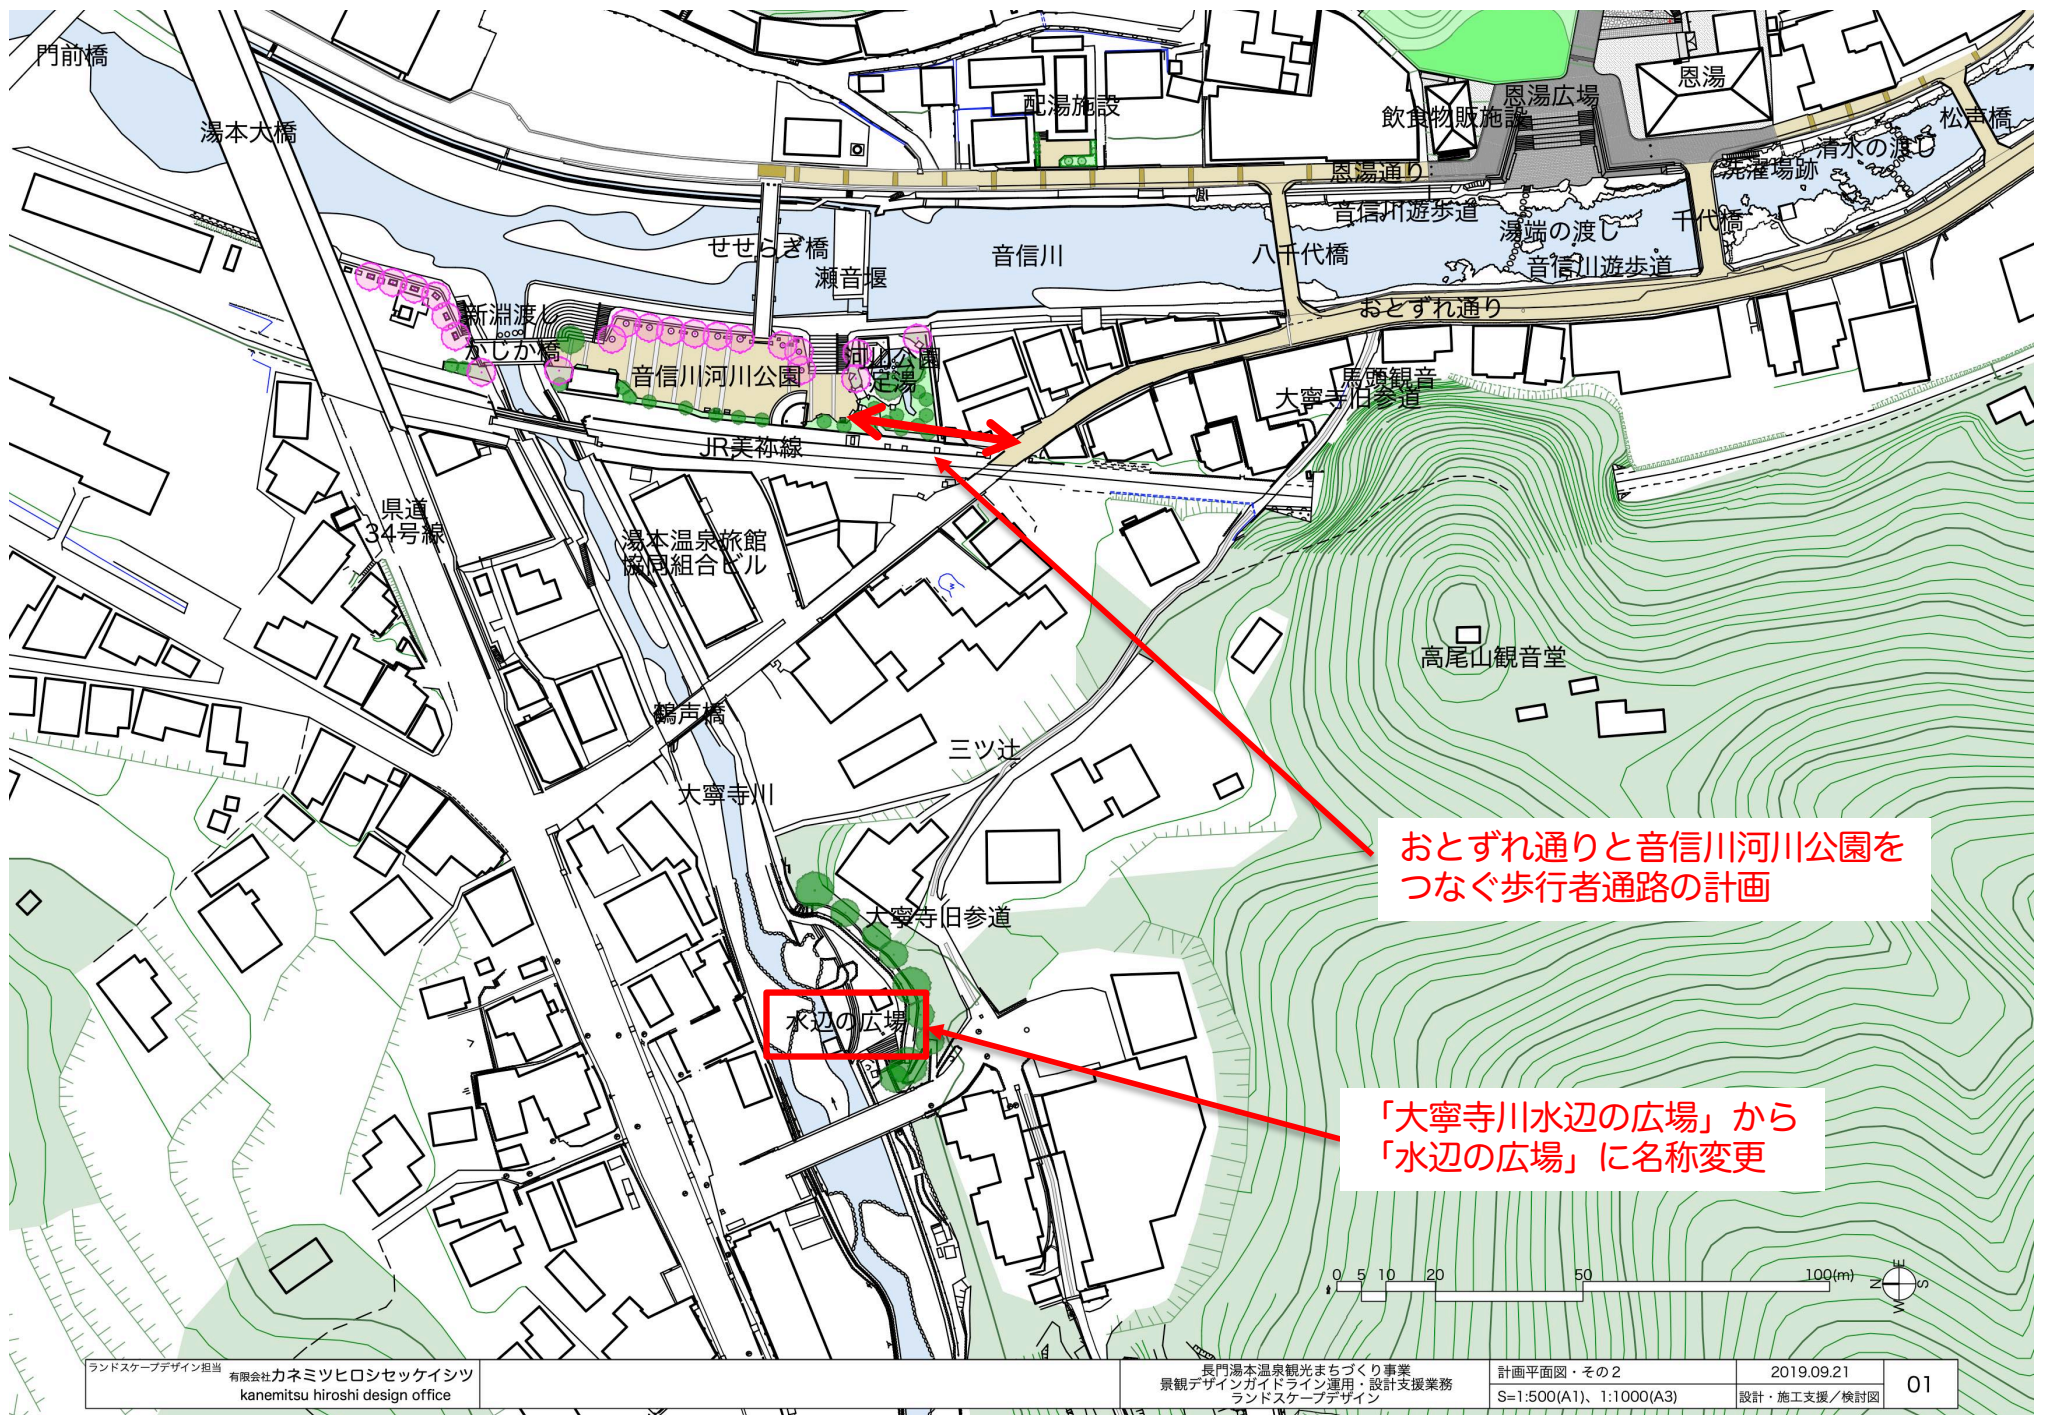 門前橋
湯本大橋
配湯施設
飲食物販施設
恩湯広場
恩湯
松声橋
清水の渡し
洗濯場跡
恩湯通り
音信川遊歩道
千代橋
湯端の渡し
音信川遊歩道
せせらぎ橋
瀬音堰
音信川
八千代橋
おとずれ通り
新淵渡し
かじか橋
音信川河川公園
河川公園
足湯
馬頭観音
大寧寺旧参道
JR美祢線
県道
34号線
湯本温泉旅館
協同組合ビル
高尾山観音堂
鶴声橋
三ツ辻
大寧寺川
おとずれ通りと音信川河川公園を
つなぐ歩行者通路の計画
大寧寺旧参道
水辺の広場
「大寧寺川水辺の広場」から
「水辺の広場」に名称変更
0 5 10 20 50 100(m)
N E S W
ランドスケープデザイン担当
有限会社カネミツヒロシセッケイシツ
kanemitsu hiroshi design office
長門湯本温泉観光まちづくり事業
景観デザインガイドライン運用・設計支援業務
ランドスケープデザイン
計画平面図・その2
S=1:500(A1)、1:1000(A3)
2019.09.21
設計・施工支援／検討図
01